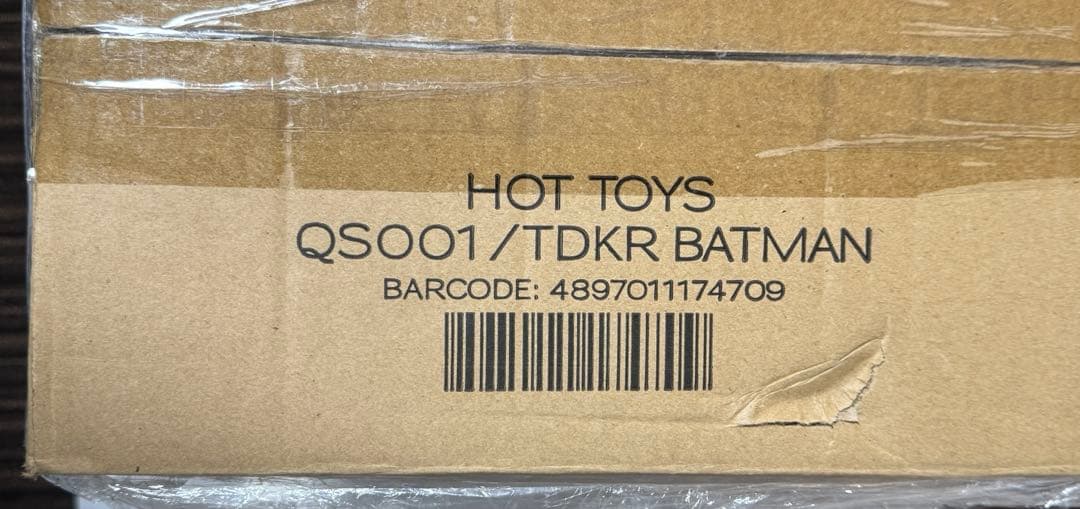 HOT TOYS
QS001/TDKR BATMAN
BARCODE: 4897011174709